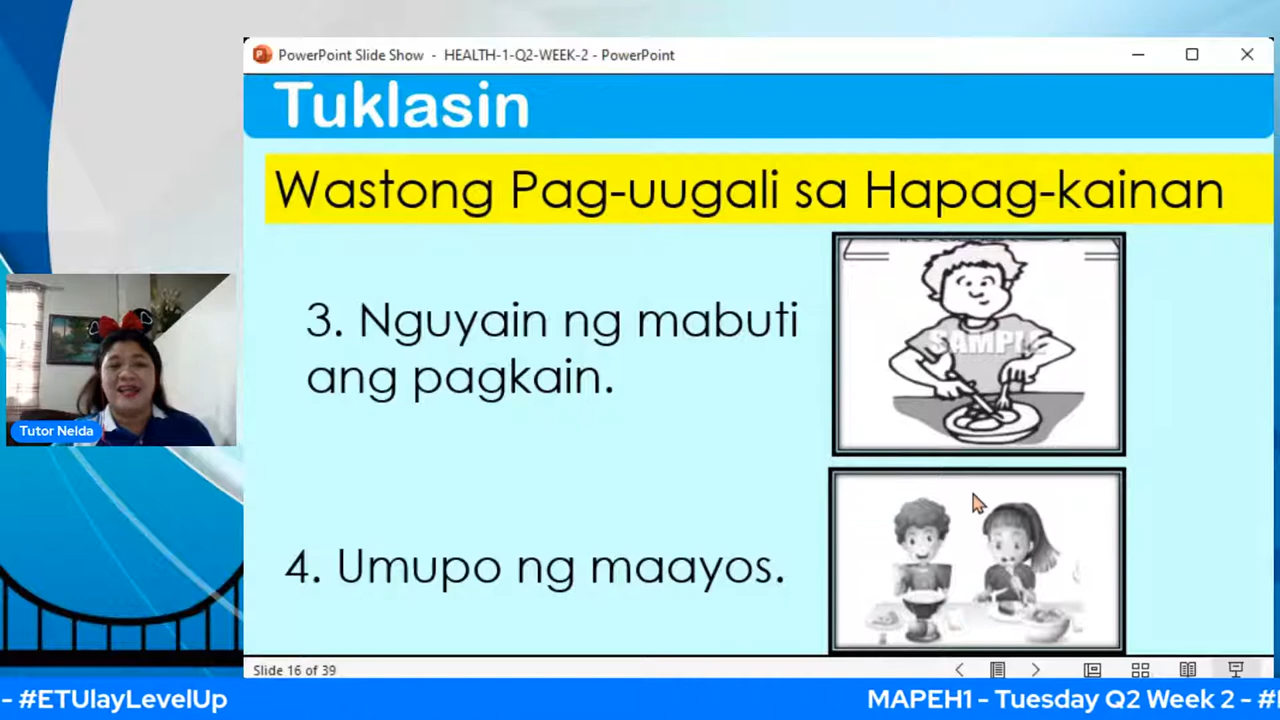 PowerPoint Slide Show - HEALTH-1-Q2-WEEK-2 - PowerPoint
Tuklasin
Wastong Pag-uugali sa Hapag-kainan
3. Nguyain ng mabuti
ang pagkain.
SAMPLE
4. Umupo ng maayos.
Tutor Nelda
Slide 16 of 39
- #ETUlayLevelUp
MAPEH1 - Tuesday Q2 Week 2 - #